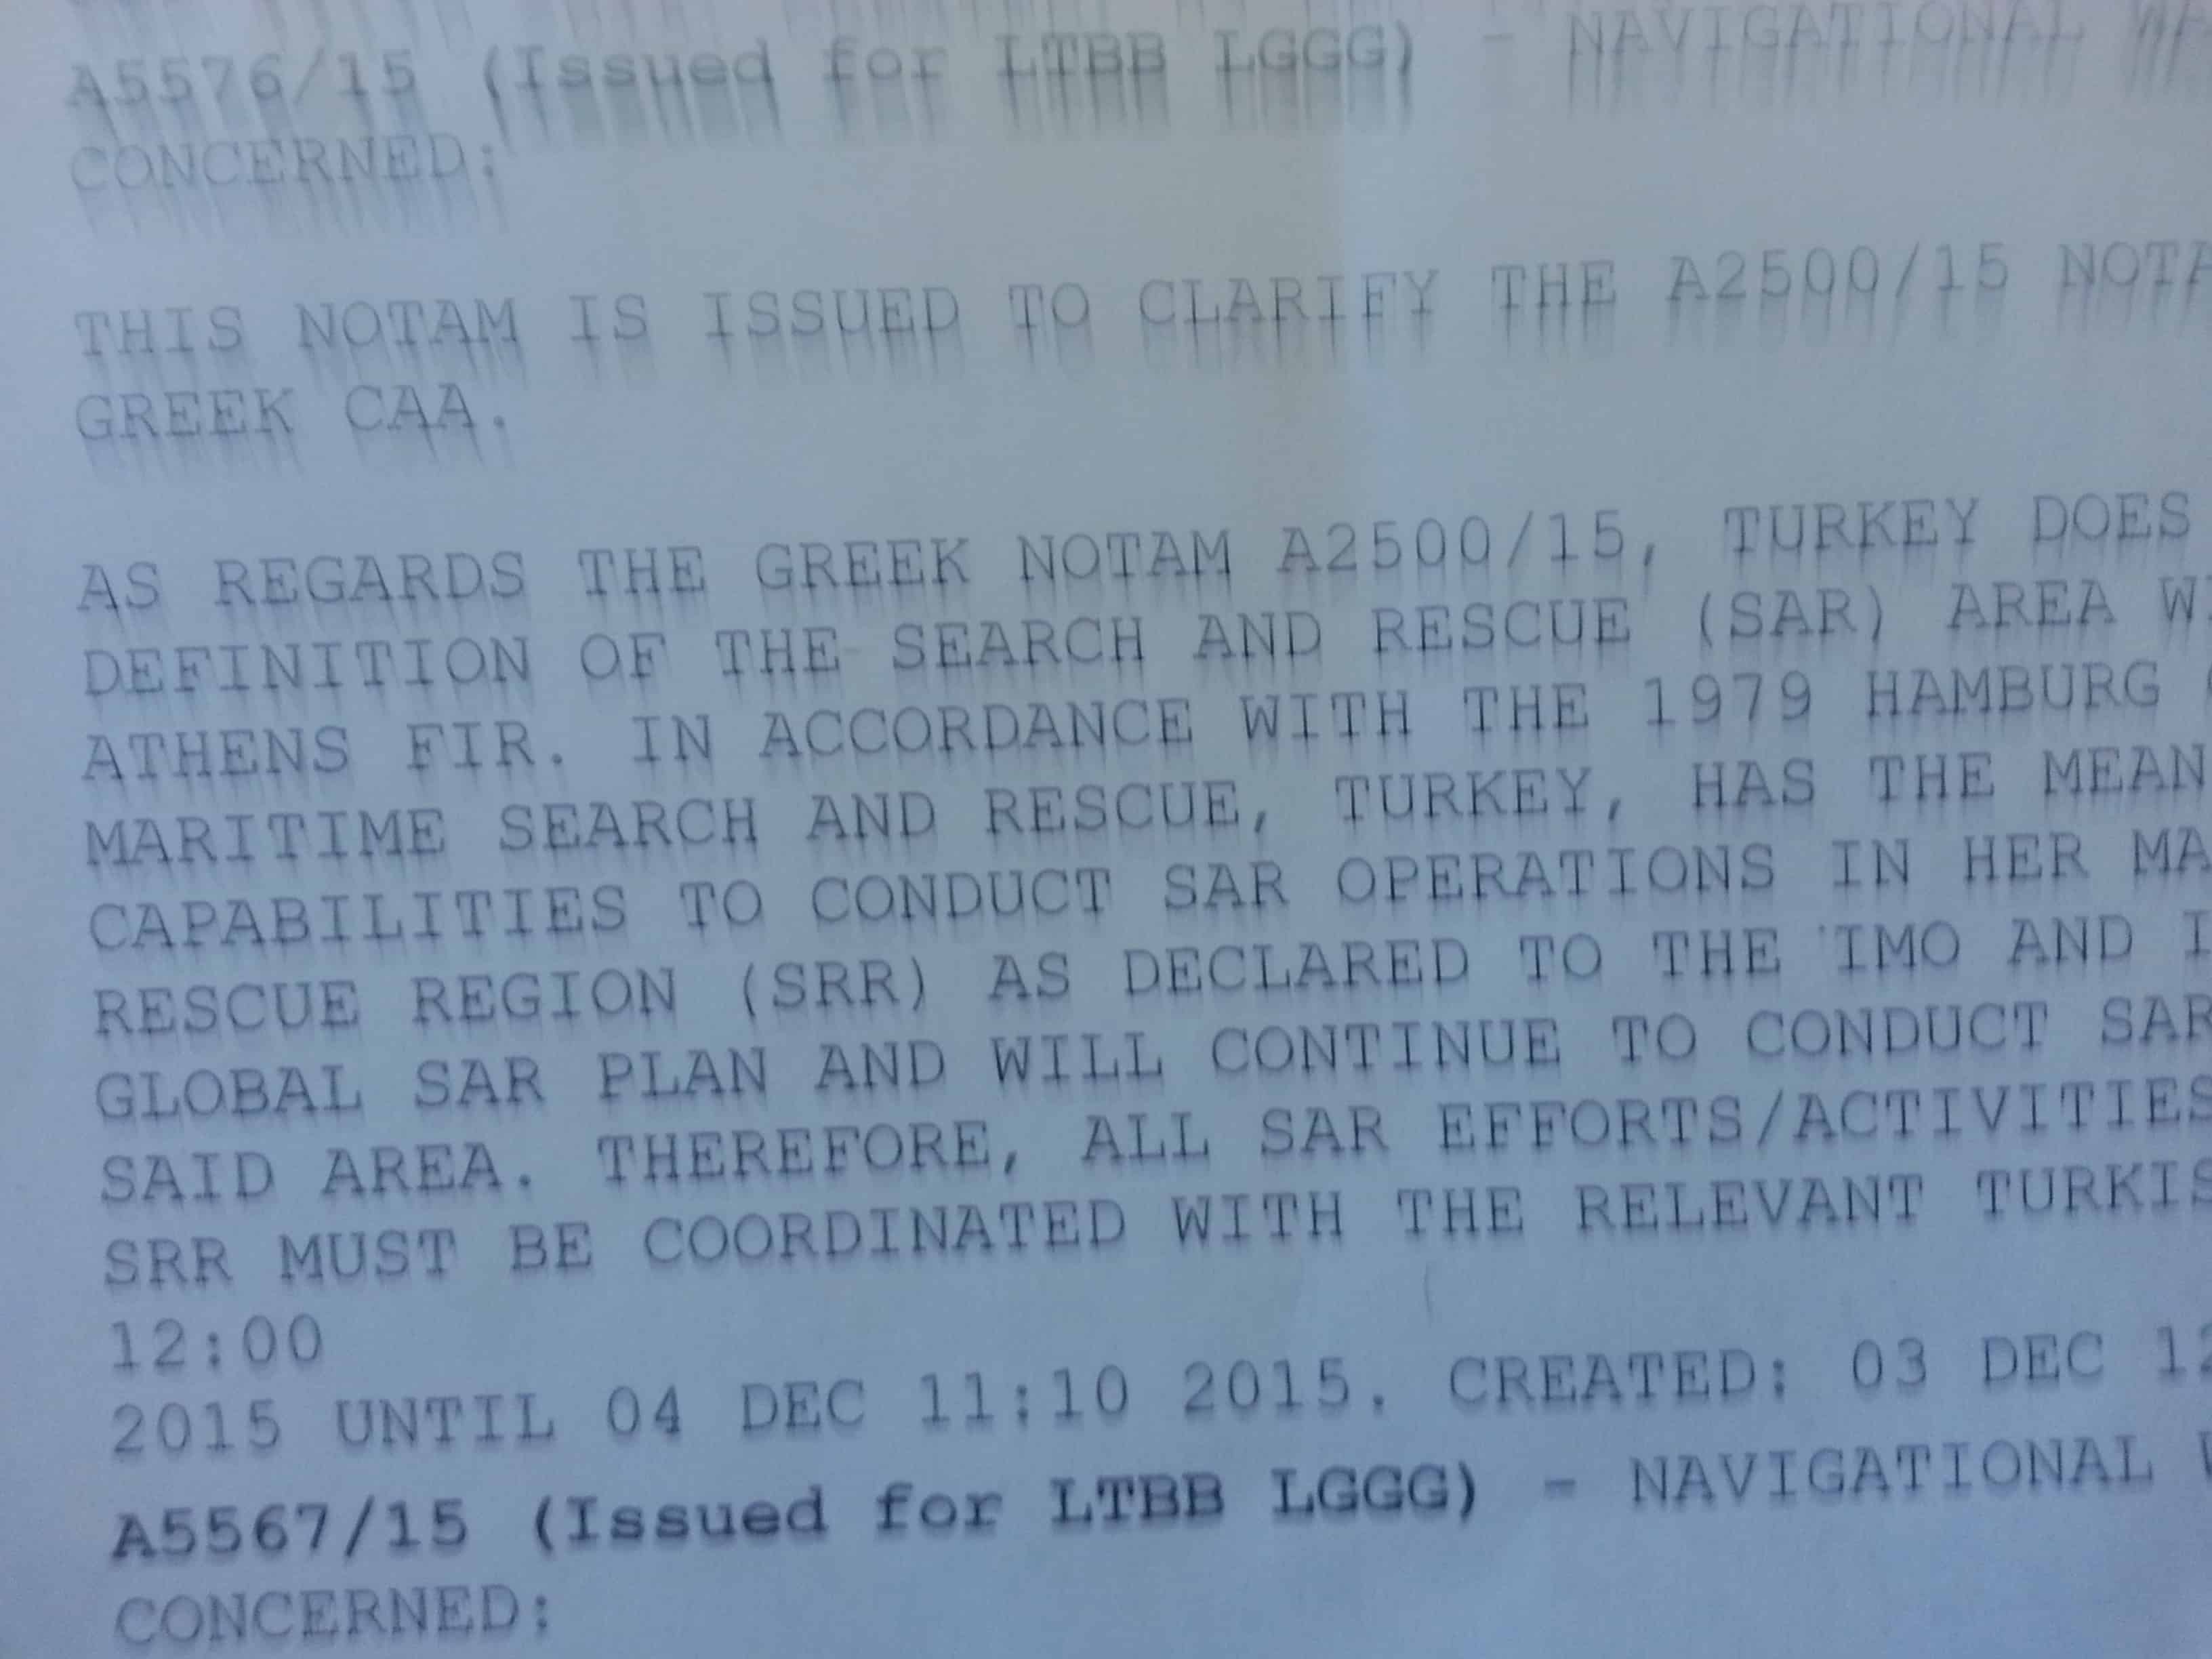 A5576/15 (Issued for LTBB LGGG) - NAVIGATIONAL
CONCERNED:
THIS NOTAM IS ISSUED TO CLARIFY THE A2500/15
GREEK CAA.
AS REGARDS THE GREEK NOTAM A2500/15, TURKEY DOES
DEFINITION OF THE SEARCH AND RESCUE (SAR) AREA
ATHENS FIR. IN ACCORDANCE WITH THE 1979 HAMBURG
MARITIME SEARCH AND RESCUE, TURKEY, HAS THE MEAN
CAPABILITIES TO CONDUCT SAR OPERATIONS IN HER MA
RESCUE REGION (SRR) AS DECLARED TO THE IMO AND
GLOBAL SAR PLAN AND WILL CONTINUE TO CONDUCT SAR
SAID AREA. THEREFORE, ALL SAR EFFORTS/ACTIVITIES
SRR MUST BE COORDINATED WITH THE RELEVANT TURKIS
12:00
2015 UNTIL 04 DEC 11:10 2015. CREATED: 03 DEC 12
A5567/15 (Issued for LTBB LGGG) - NAVIGATIONAL
CONCERNED: